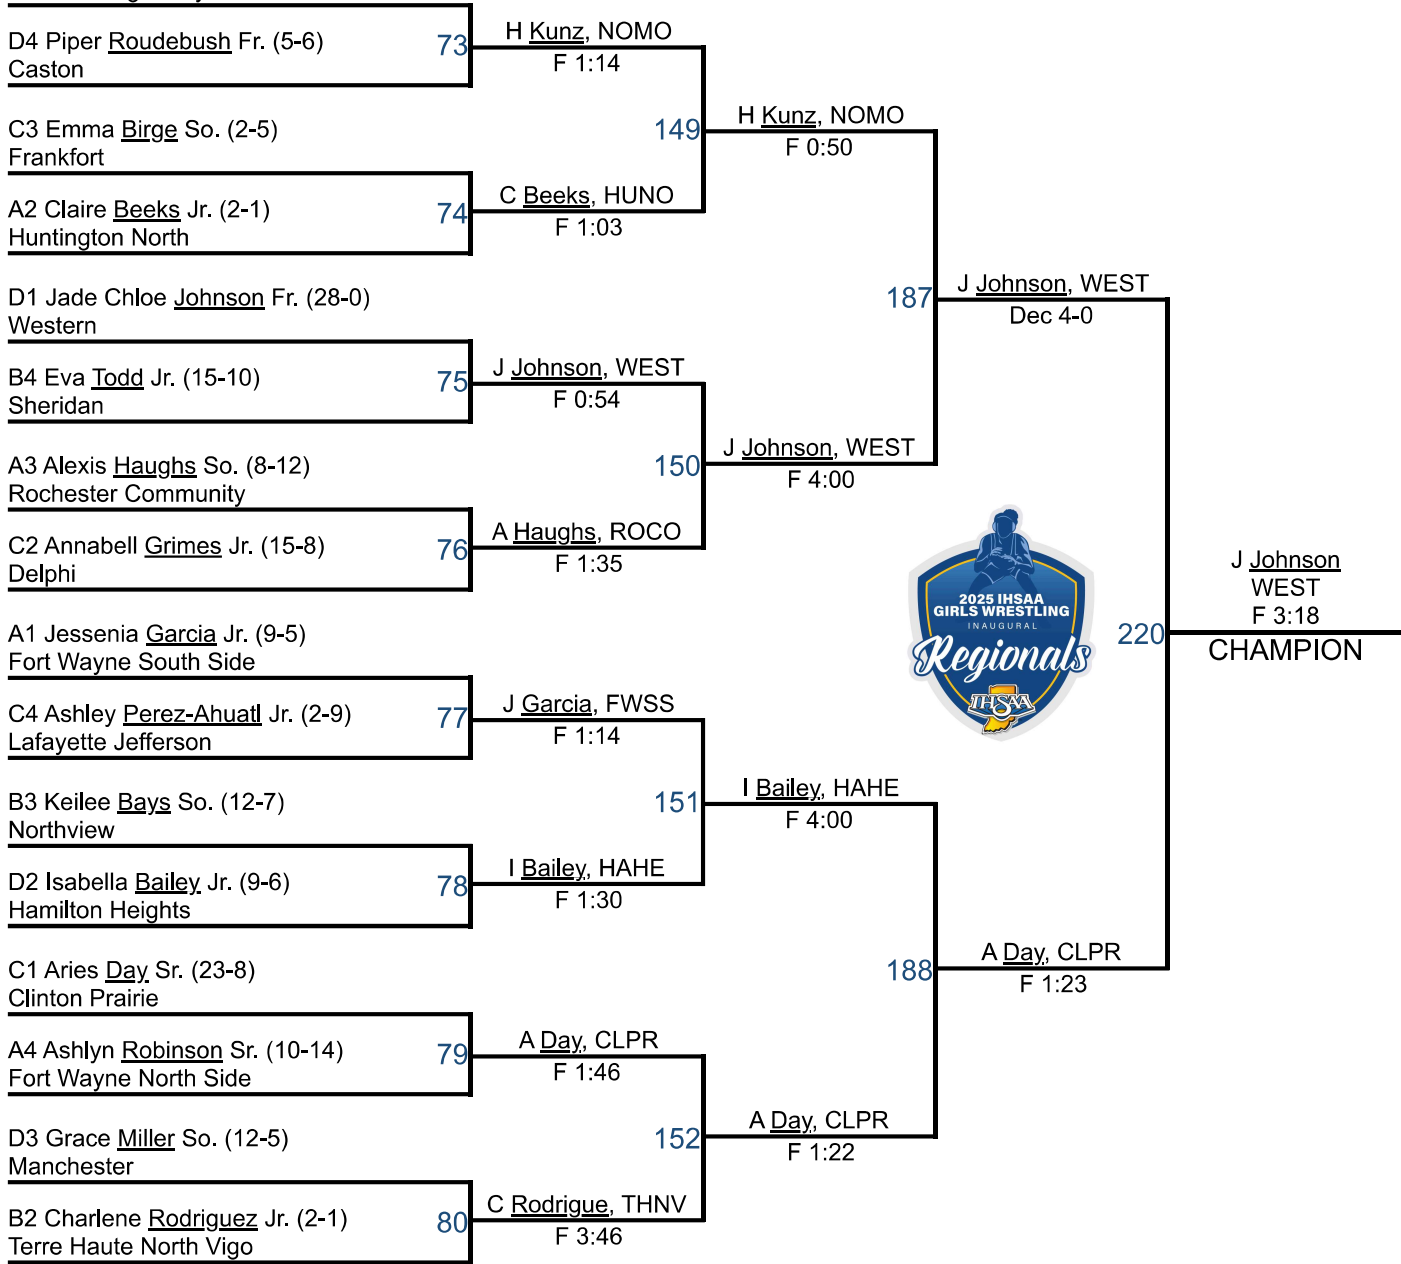 D4 Piper Roudebush Fr. (5-6)
Caston
73
H Kunz, NOMO
F 1:14
C3 Emma Birge So. (2-5)
Frankfort
149
H Kunz, NOMO
F 0:50
A2 Claire Beeks Jr. (2-1)
Huntington North
74
C Beeks, HUNO
F 1:03
D1 Jade Chloe Johnson Fr. (28-0)
Western
187
J Johnson, WEST
Dec 4-0
B4 Eva Todd Jr. (15-10)
Sheridan
75
J Johnson, WEST
F 0:54
A3 Alexis Haughs So. (8-12)
Rochester Community
150
J Johnson, WEST
F 4:00
C2 Annabell Grimes Jr. (15-8)
Delphi
76
A Haughs, ROCO
F 1:35
2025 IHSAA
GIRLS WRESTLING
INAUGURAL
Regionals
IHSAA
220
J Johnson
WEST
F 3:18
CHAMPION
A1 Jessenia Garcia Jr. (9-5)
Fort Wayne South Side
C4 Ashley Perez-Ahuatl Jr. (2-9)
Lafayette Jefferson
77
J Garcia, FWSS
F 1:14
B3 Keilee Bays So. (12-7)
Northview
151
I Bailey, HAHE
F 4:00
D2 Isabella Bailey Jr. (9-6)
Hamilton Heights
78
I Bailey, HAHE
F 1:30
C1 Aries Day Sr. (23-8)
Clinton Prairie
188
A Day, CLPR
F 1:23
A4 Ashlyn Robinson Sr. (10-14)
Fort Wayne North Side
79
A Day, CLPR
F 1:46
D3 Grace Miller So. (12-5)
Manchester
152
A Day, CLPR
F 1:22
B2 Charlene Rodriguez Jr. (2-1)
Terre Haute North Vigo
80
C Rodrigue, THNV
F 3:46